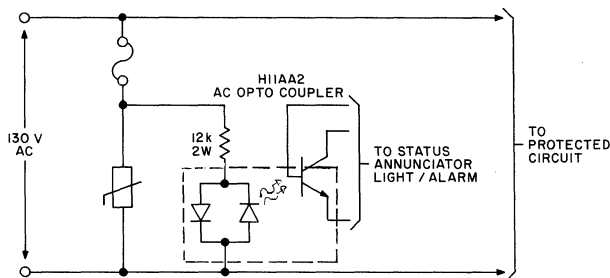 H11AA2
AC OPTO COUPLER
130 V
AC
12k
2W
TO STATUS
ANNUNCIATOR
LIGHT / ALARM
TO
PROTECTED
CIRCUIT